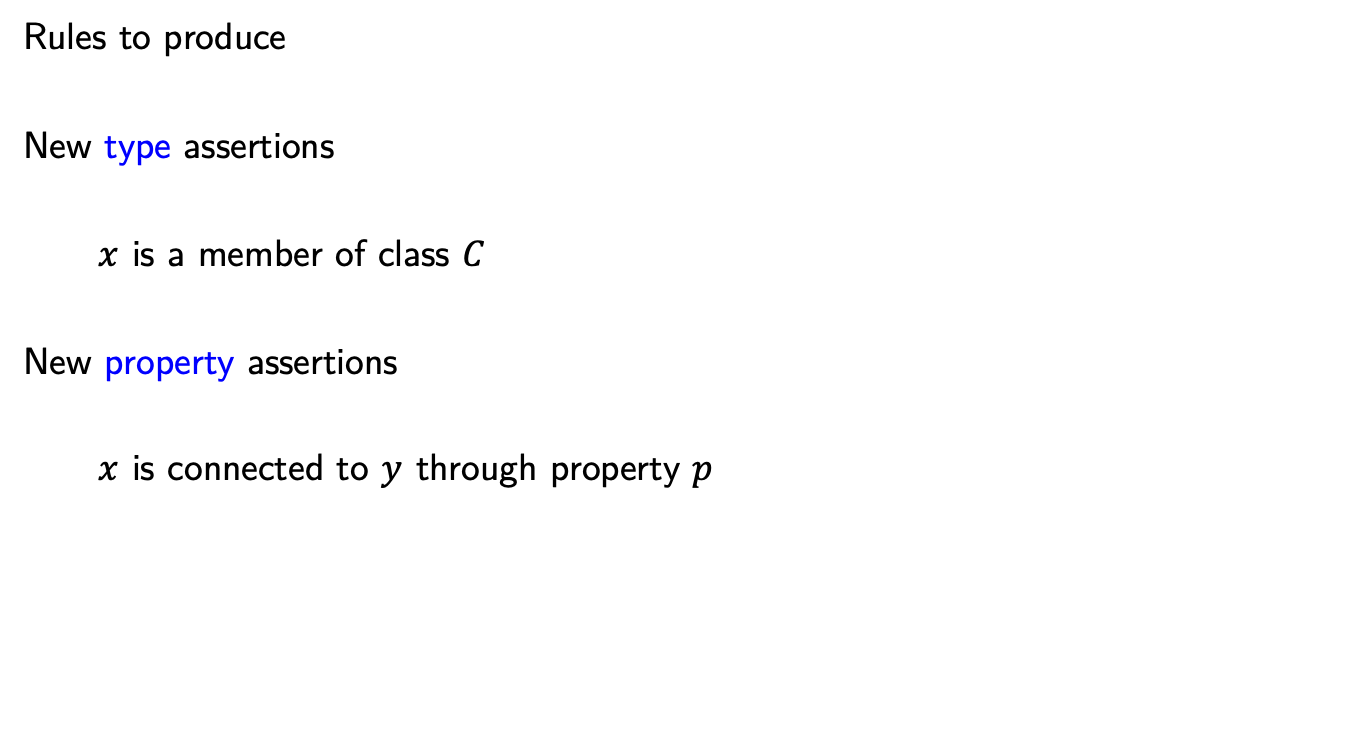 Rules to produce
New type assertions
x is a member of class C
New property assertions
x is connected to y through property p